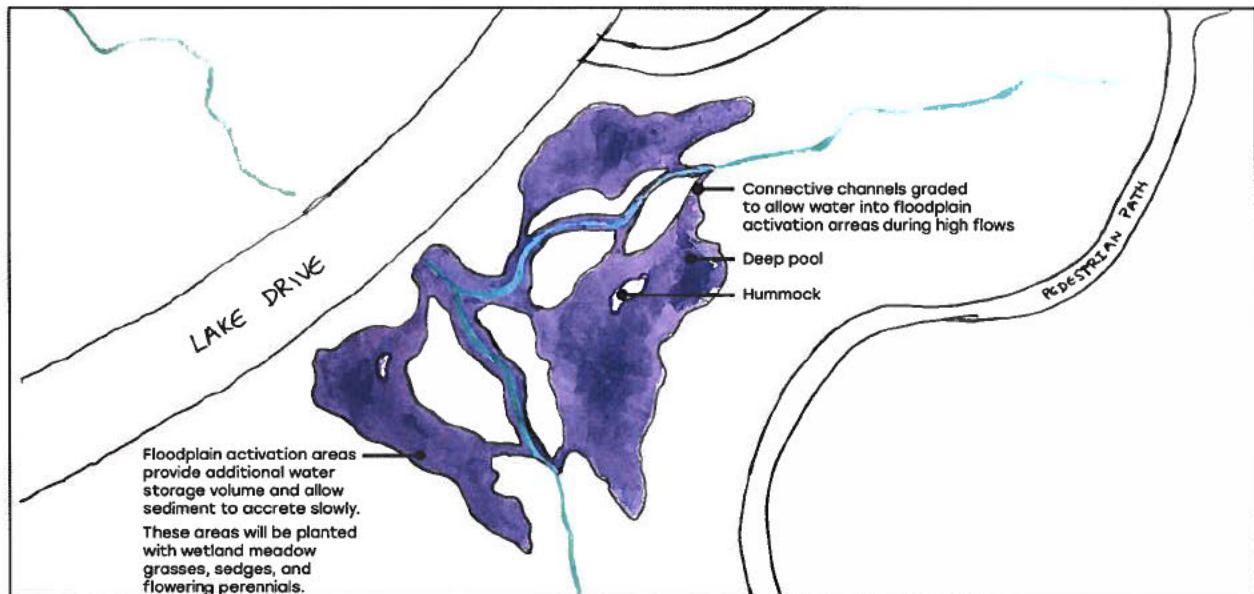 LAKE DRIVE
Connective channels graded
to allow water into floodplain
activation arreas during high flows
Deep pool
Hummock
PEDESTRIAN PATH
Floodplain activation areas
provide additional water
storage volume and allow
sediment to accrete slowly.
These areas will be planted
with wetland meadow
grasses, sedges, and
flowering perennials.